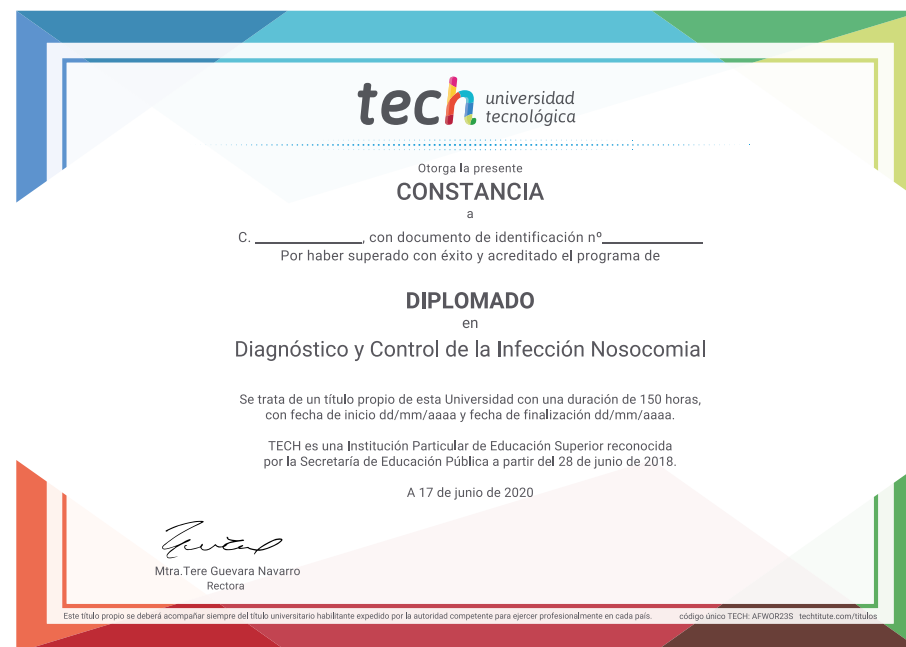 tech universidad
tecnológica
Otorga la presente
CONSTANCIA
a
C. ____________, con documento de identificación nº____________
Por haber superado con éxito y acreditado el programa de
DIPLOMADO
en
Diagnóstico y Control de la Infección Nosocomial
Se trata de un título propio de esta Universidad con una duración de 150 horas,
con fecha de inicio dd/mm/aaaa y fecha de finalización dd/mm/aaaa.
TECH es una Institución Particular de Educación Superior reconocida
por la Secretaría de Educación Pública a partir del 28 de junio de 2018.
A 17 de junio de 2020
Mtra.Tere Guevara Navarro
Rectora
Este título propio se deberá acompañar siempre del título universitario habilitante expedido por la autoridad competente para ejercer profesionalmente en cada país. código único TECH: AFWOR23S techtitute.com/titulos